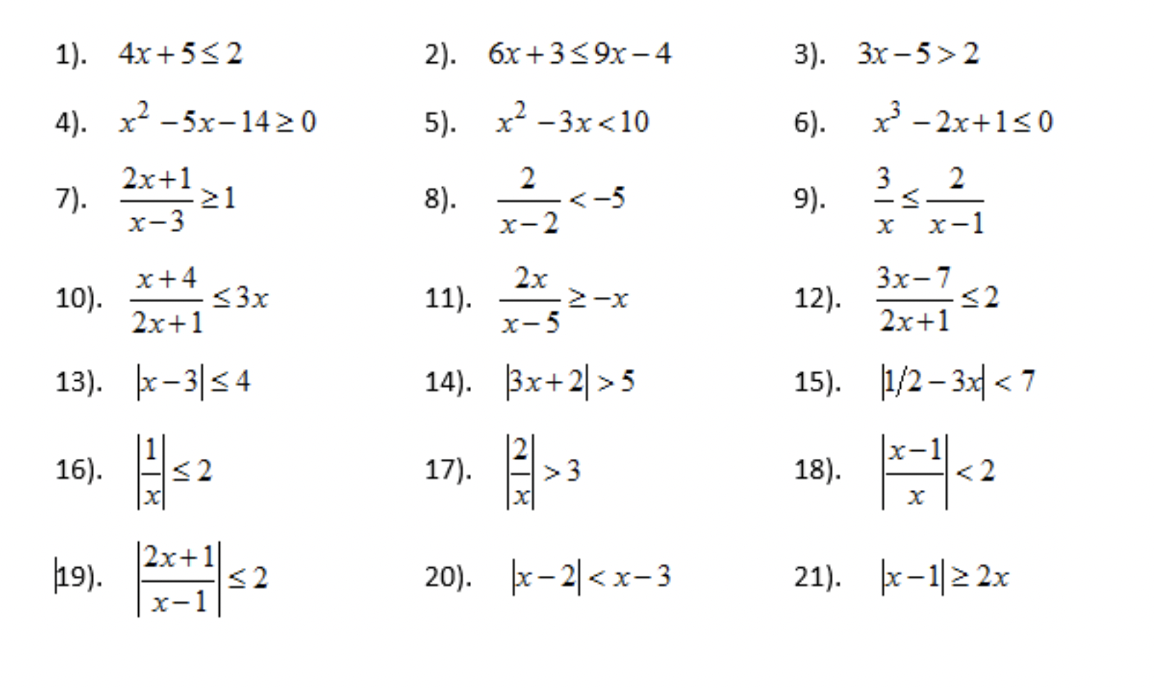 1). 4x+5≤2 2). 6x+3≤9x−4 3). 3x−5>2
4). x²−5x−14≥0 5). x²−3x<10 6). x³−2x+1≤0
7). (2x+1)/(x−3) ≥1 8). 2/(x−2) <−5 9). 3/x ≤ 2/(x−1)
10). (x+4)/(2x+1) ≤3x 11). 2x/(x−5) ≥−x 12). (3x−7)/(2x+1) ≤2
13). |x−3|≤4 14). |3x+2|>5 15). |1/2−3x|<7
16). |1/x| ≤2 17). |2/x| >3 18). |(x−1)/x| <2
19). |(2x+1)/(x−1)| ≤2 20). |x−2|<x−3 21). |x−1|≥2x